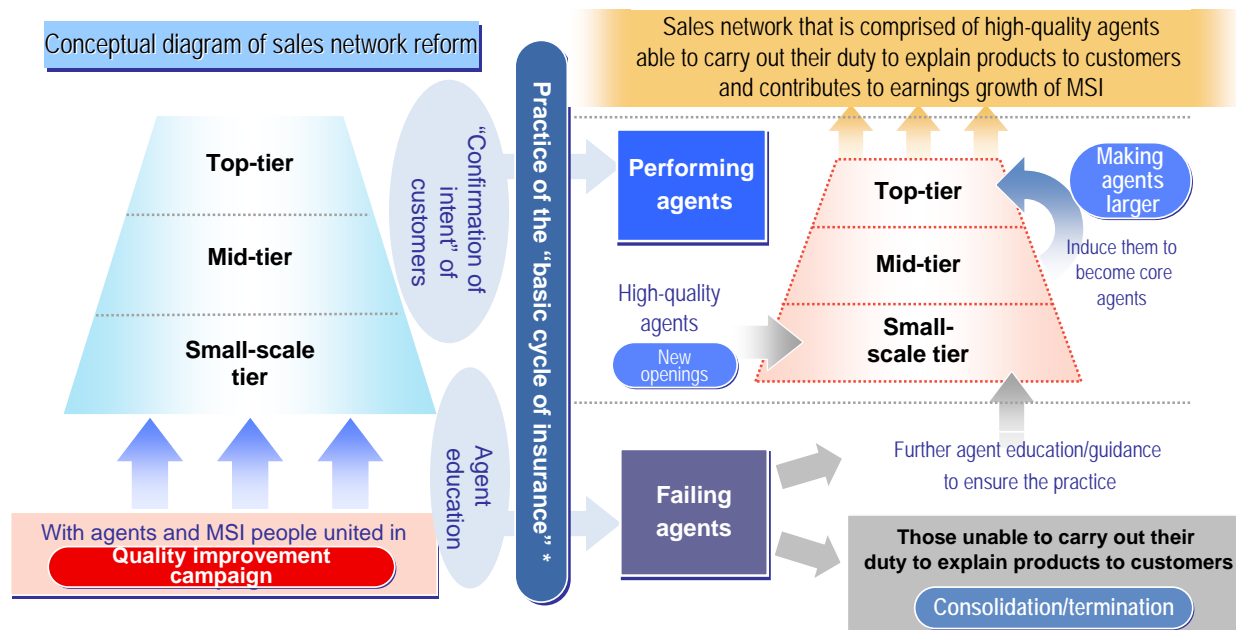 Conceptual diagram of sales network reform
Top-tier
Mid-tier
Small-scale
tier
With agents and MSI people united in
Quality improvement
campaign
"Confirmation of
intent" of
customers
Agent
education
Practice of the "basic cycle of insurance" *
Sales network that is comprised of high-quality agents
able to carry out their duty to explain products to customers
and contributes to earnings growth of MSI
Performing
agents
High-quality
agents
New
openings
Top-tier
Mid-tier
Small-
scale tier
Making
agents
larger
Induce them to
become core
agents
Failing
agents
Further agent education/guidance
to ensure the practice
Those unable to carry out their
duty to explain products to customers
Consolidation/termination